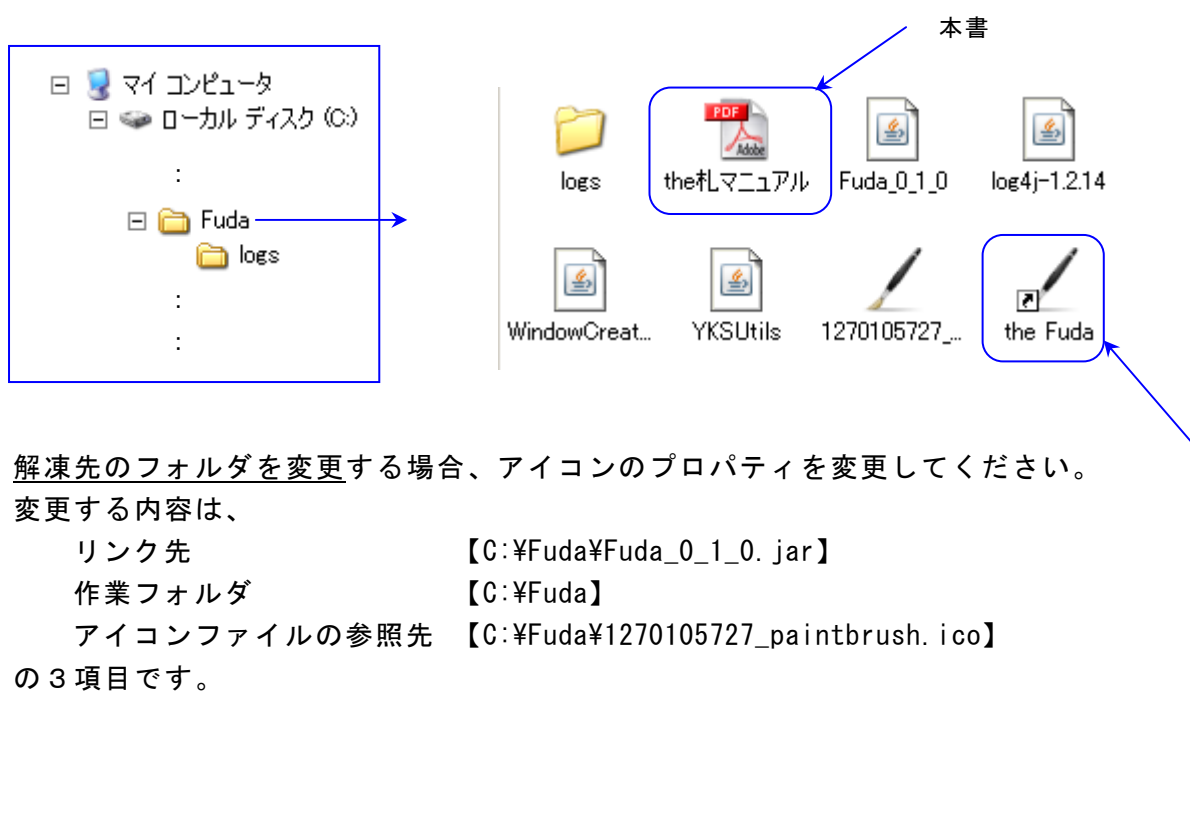 本書
マイ コンピュータ
ローカル ディスク (C:)
:
Fuda
logs
:
:
logs
the札マニュアル
Fuda_0_1_0
log4j-1.2.14
WindowCreat...
YKSUtils
1270105727_...
the Fuda
解凍先のフォルダを変更する場合、アイコンのプロパティを変更してください。
変更する内容は、
リンク先 【C:¥Fuda¥Fuda_0_1_0.jar】
作業フォルダ 【C:¥Fuda】
アイコンファイルの参照先 【C:¥Fuda¥1270105727_paintbrush.ico】
の３項目です。